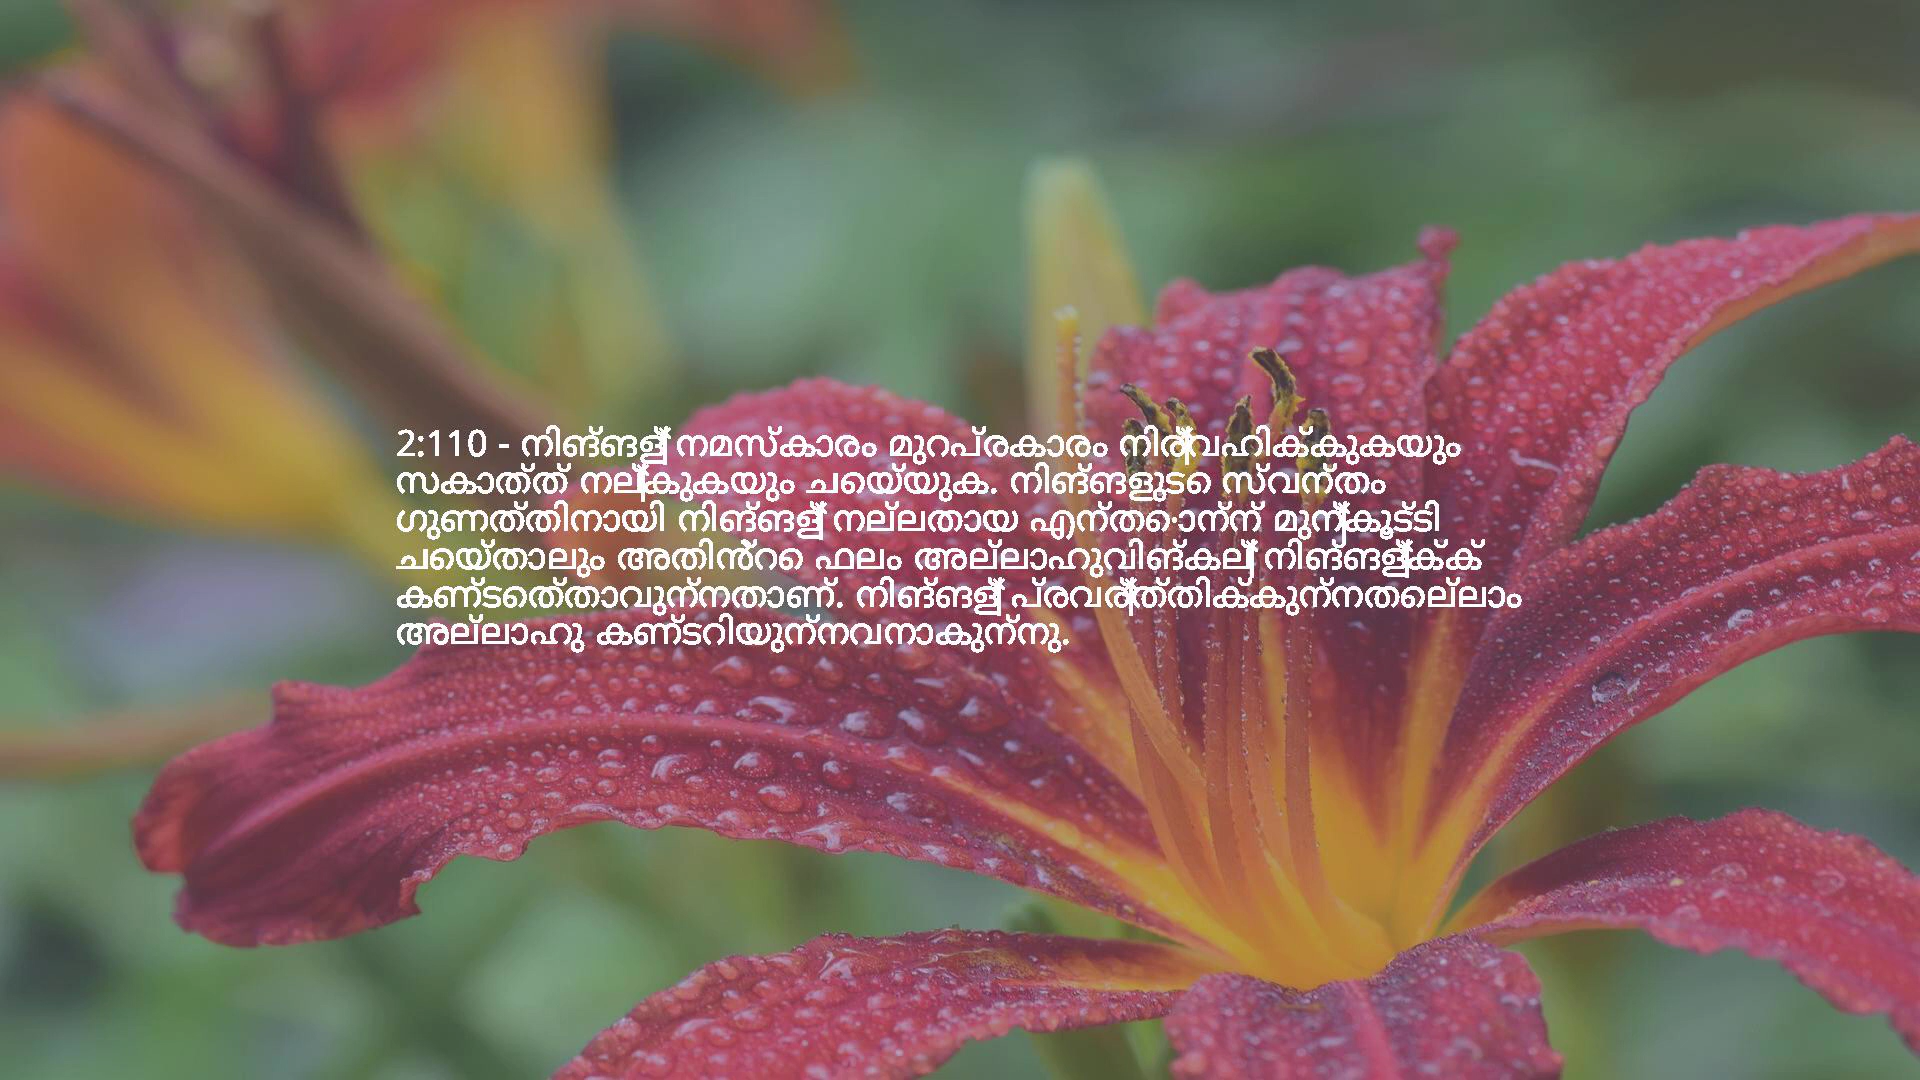 2:110 - നിങ്ങള്‍ നമസ്കാരം മുറപ്രകാരം നിര്‍വഹിക്കുകയും
സകാത്ത് നല്‍കുകയും ചെയ്യുക. നിങ്ങളുടെ സ്വന്തം
ഗുണത്തിനായി നിങ്ങള്‍ നല്ലതായ എന്തൊന്ന് മുന്‍കൂട്ടി
ചെയ്താലും അതിൻറെ ഫലം അല്ലാഹുവിങ്കല്‍ നിങ്ങള്‍ക്ക്
കണ്ടെത്താവുന്നതാണ്. നിങ്ങള്‍ പ്രവര്‍ത്തിക്കുന്നതെല്ലാം
അല്ലാഹു കണ്ടറിയുന്നവനാകുന്നു.